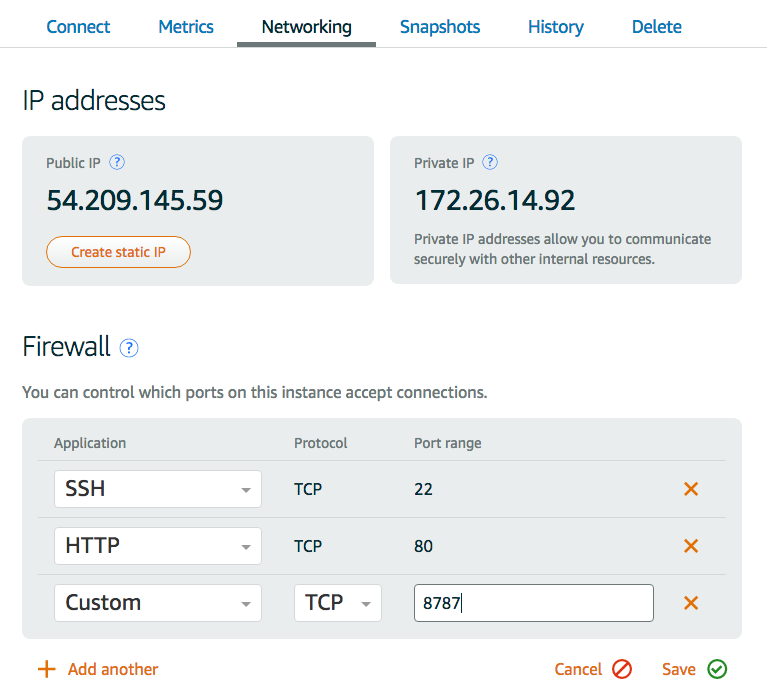 Connect Metrics Networking Snapshots History Delete
IP addresses
Public IP ?
54.209.145.59
Create static IP
Private IP ?
172.26.14.92
Private IP addresses allow you to communicate
securely with other internal resources.
Firewall ?
You can control which ports on this instance accept connections.
Application Protocol Port range
SSH TCP 22
HTTP TCP 80
Custom TCP 8787
Add another Cancel Save